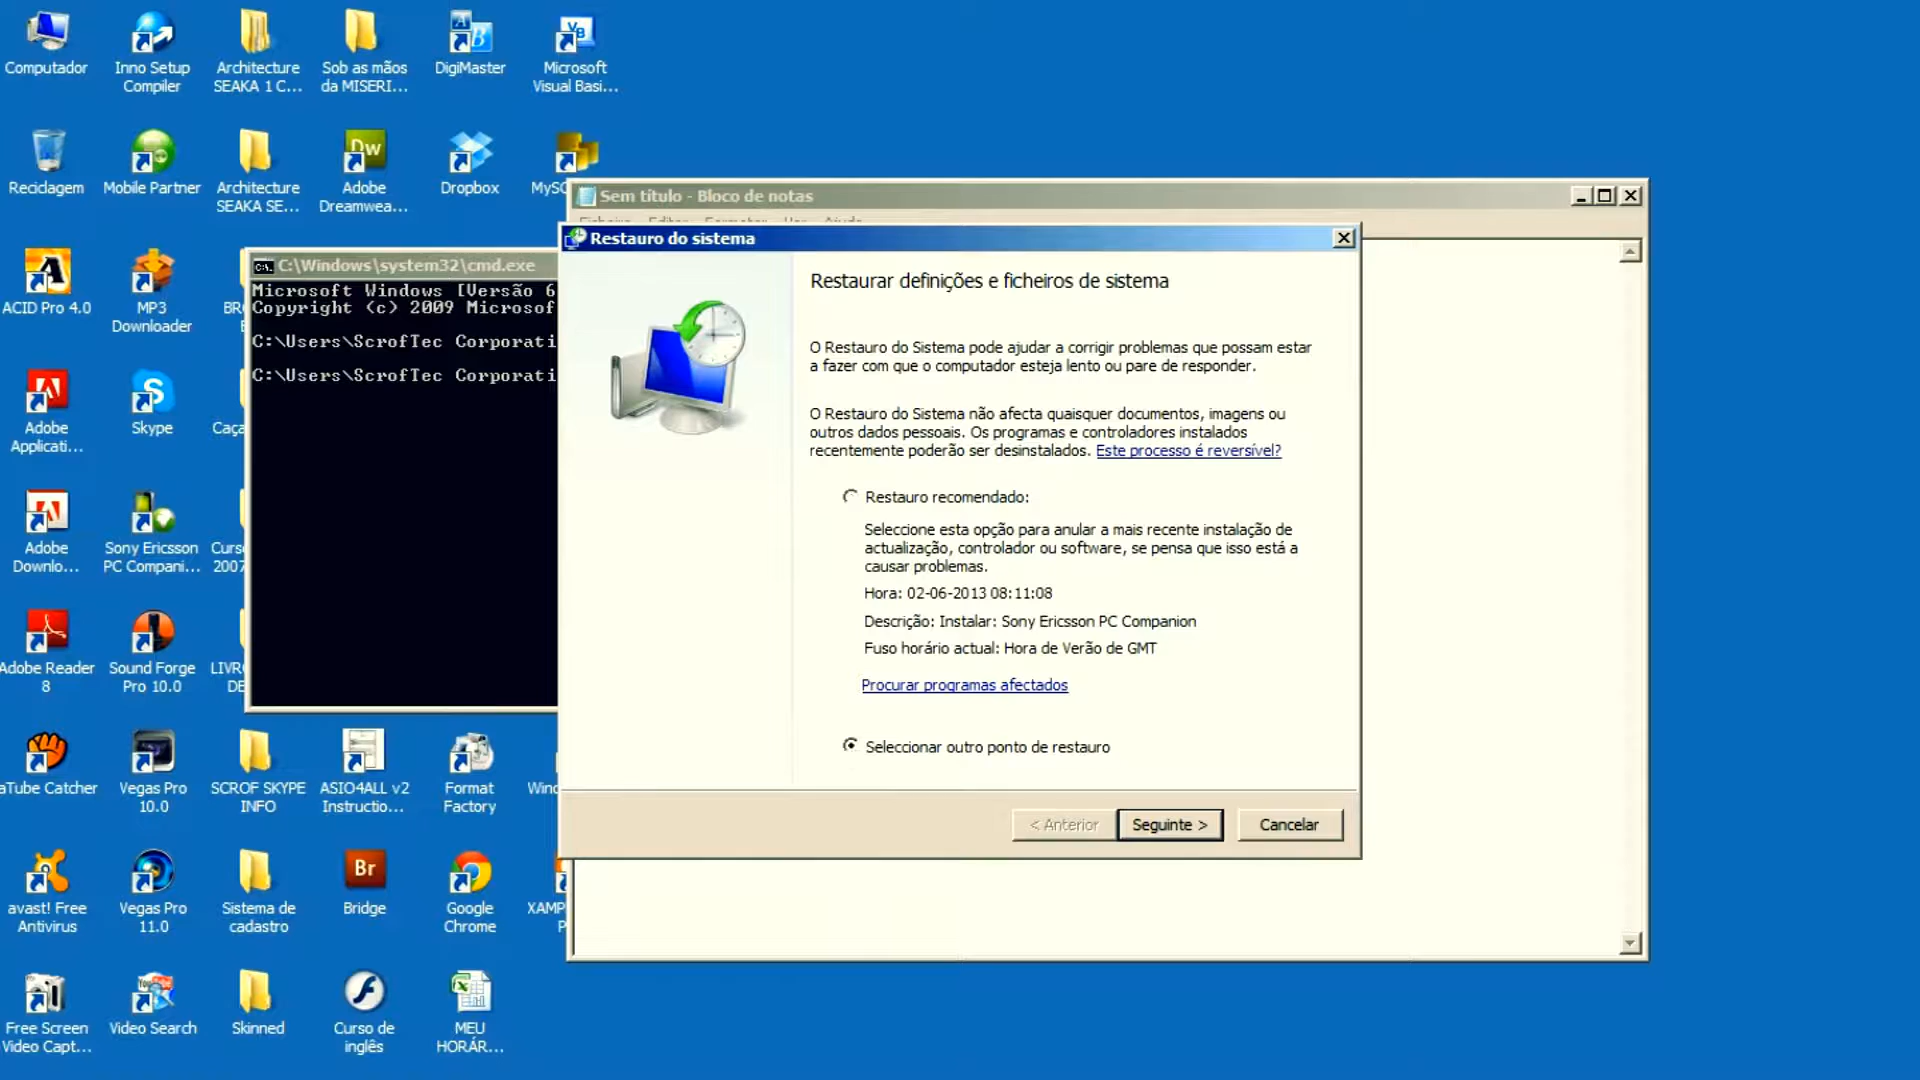 Computador
Inno Setup
Compiler
Architecture
SEAKA 1 C...
Sob as mãos
da MISERI...
DigiMaster
Microsoft
Visual Basi...
Reciclagem
Mobile Partner
Architecture
SEAKA SE...
Adobe
Dreamwea...
Dropbox
ACID Pro 4.0
MP3
Downloader
Adobe
Applicati...
Skype
Adobe
Downlo...
Sony Ericsson
PC Compani...
2007
Adobe Reader
8
Sound Forge
Pro 10.0
aTube Catcher
Vegas Pro
10.0
SCROF SKYPE
INFO
ASIO4ALL v2
Instructio...
Format
Factory
avast! Free
Antivirus
Vegas Pro
11.0
Sistema de
cadastro
Br
Bridge
Google
Chrome
Free Screen
Video Capt...
Video Search
Skinned
Curso de
inglês
MEU
HORÁR...
Sem título - Bloco de notas
Ficheiro Editar Formatar Ver Ajuda
C:\Windows\system32\cmd.exe
Microsoft Windows [Versão 6
Copyright (c) 2009 Microsof
C:\Users\ScrofTec Corporati
C:\Users\ScrofTec Corporati
Restauro do sistema
Restaurar definições e ficheiros de sistema
O Restauro do Sistema pode ajudar a corrigir problemas que possam estar
a fazer com que o computador esteja lento ou pare de responder.
O Restauro do Sistema não afecta quaisquer documentos, imagens ou
outros dados pessoais. Os programas e controladores instalados
recentemente poderão ser desinstalados. Este processo é reversível?
Restauro recomendado:
Seleccione esta opção para anular a mais recente instalação de
actualização, controlador ou software, se pensa que isso está a
causar problemas.
Hora: 02-06-2013 08:11:08
Descrição: Instalar: Sony Ericsson PC Companion
Fuso horário actual: Hora de Verão de GMT
Procurar programas afectados
Seleccionar outro ponto de restauro
< Anterior
Seguinte >
Cancelar